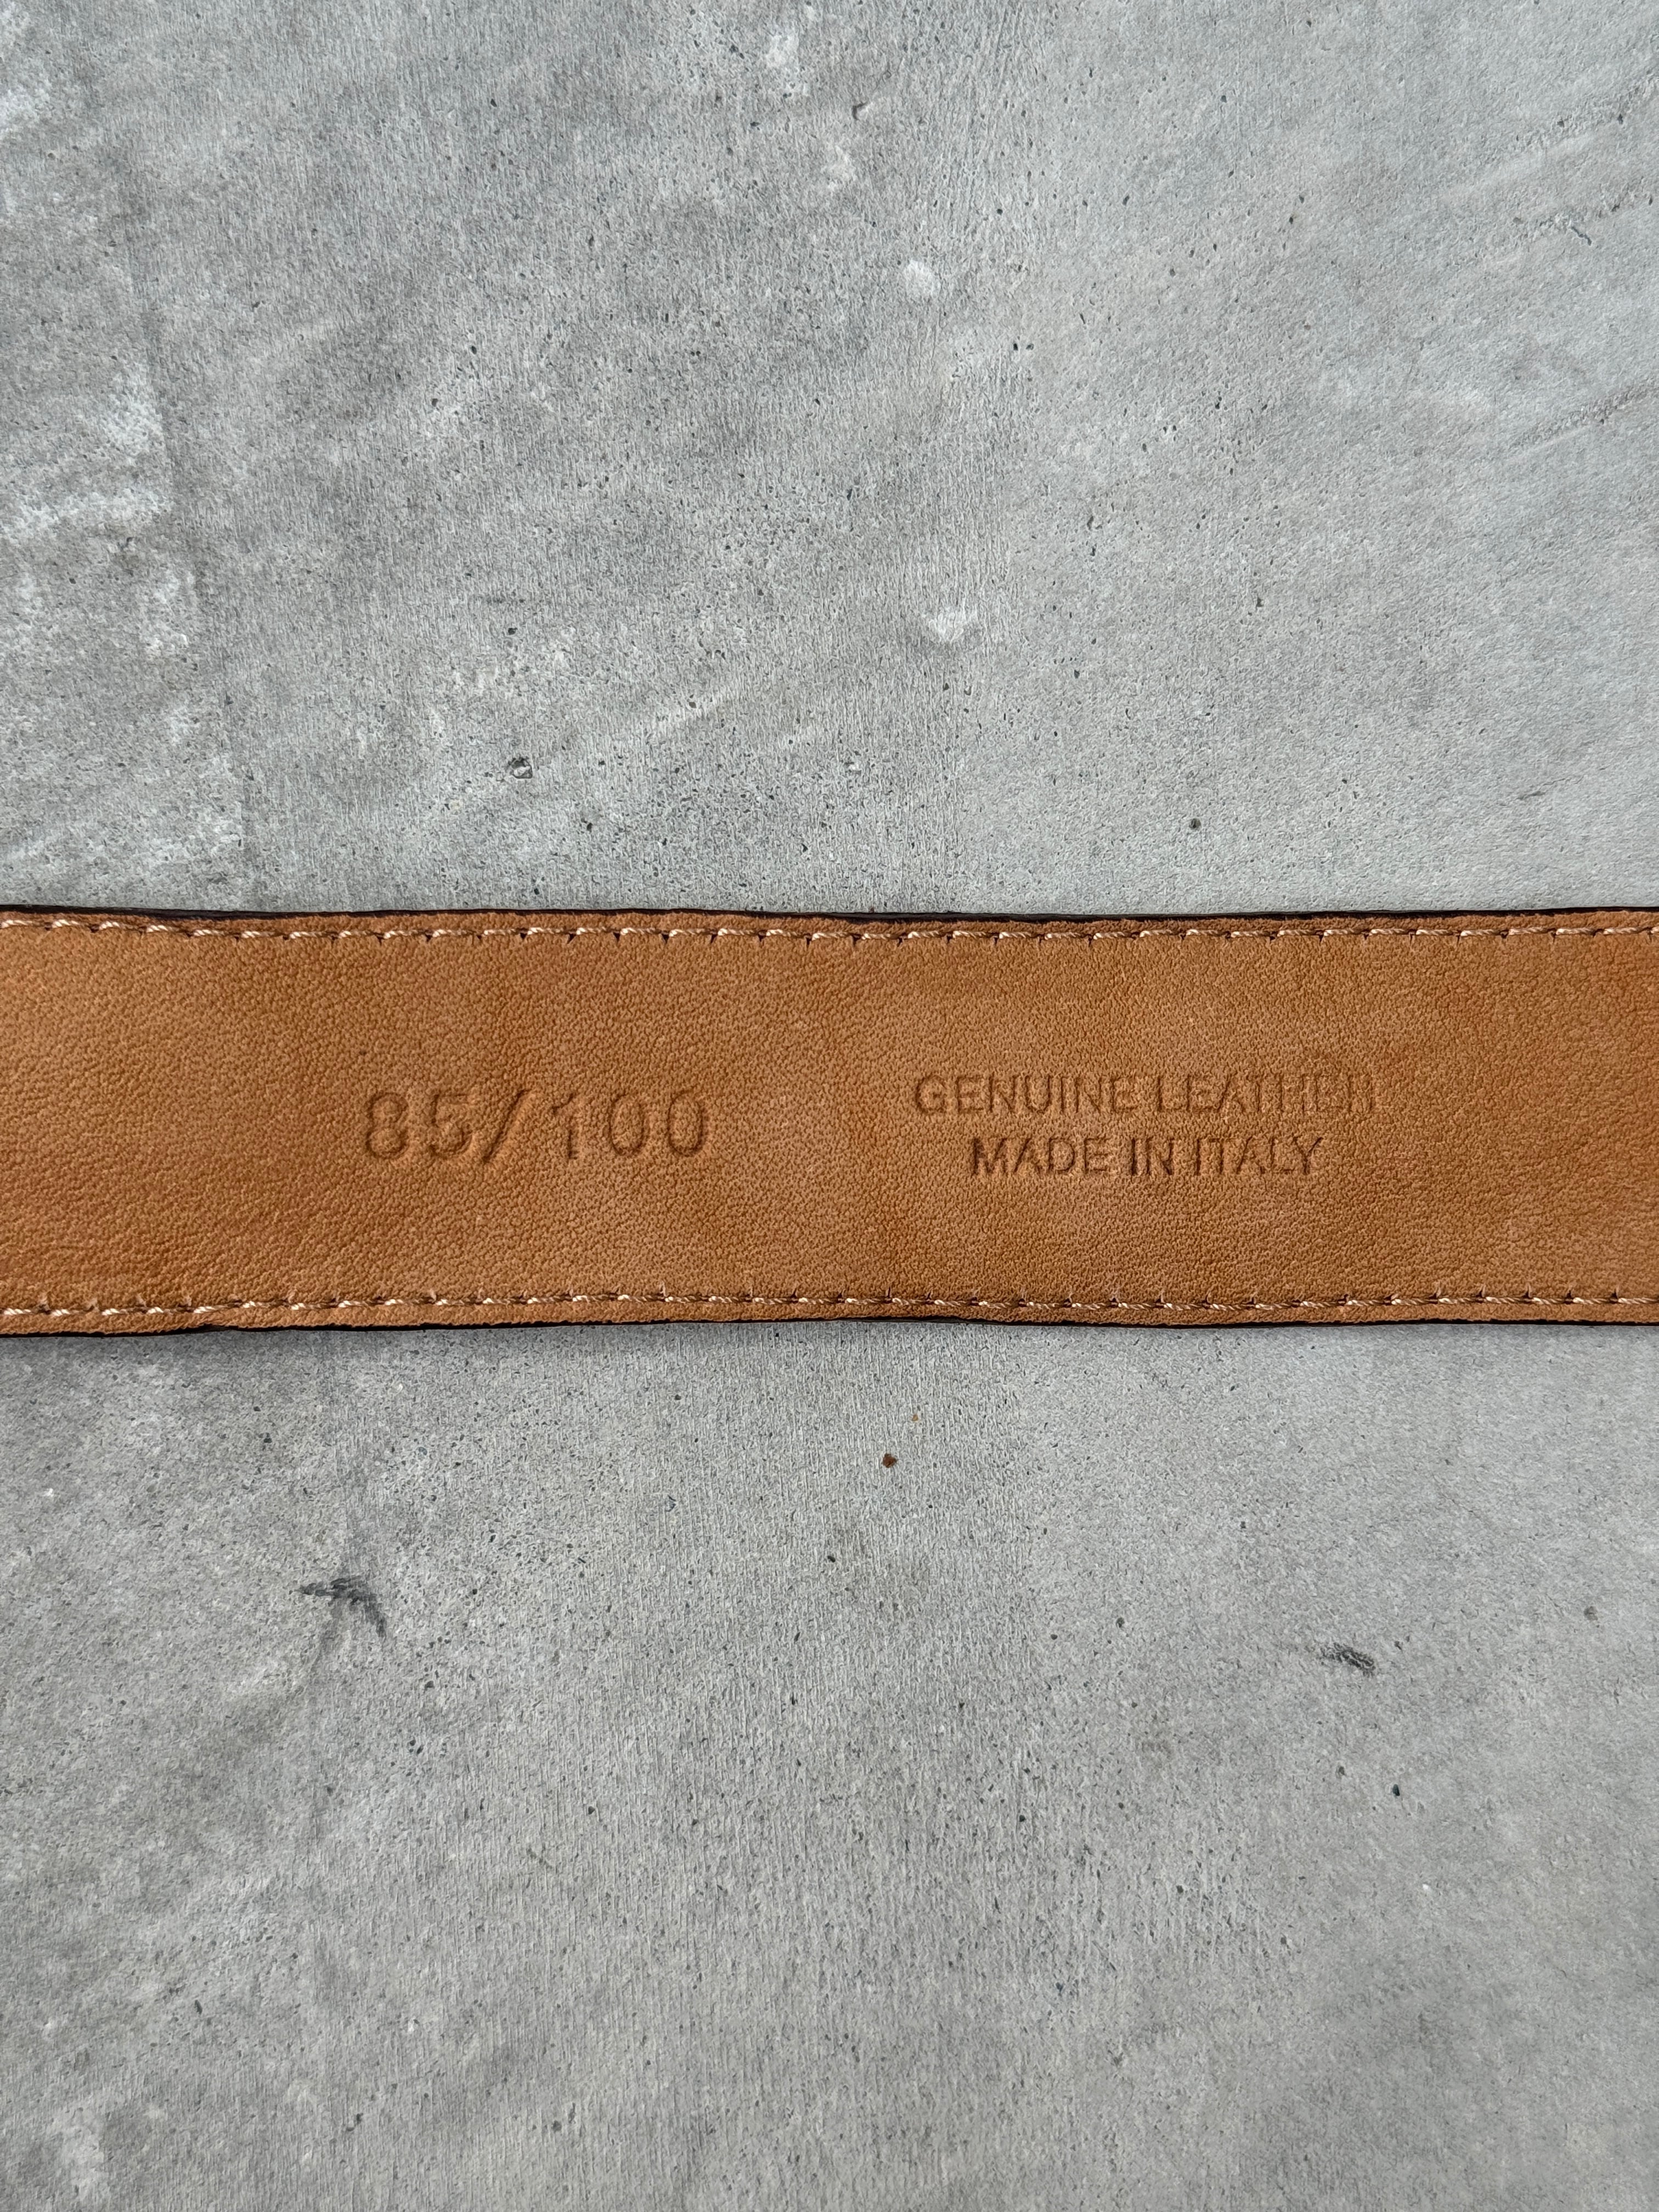 85/100
GENUINE LEATHER
MADE IN ITALY